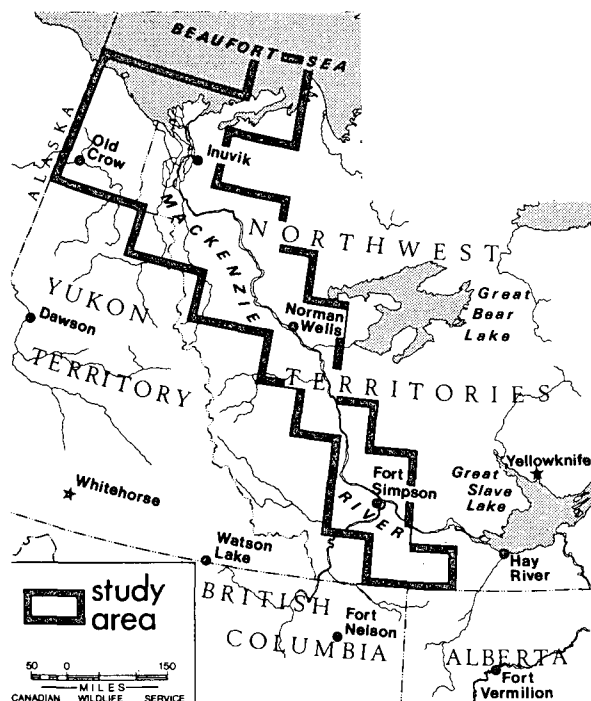 BEAUFORT SEA
ALASKA
Old
Crow
Inuvik
MACKENZIE
NORTHWEST
Great
Bear
Lake
YUKON
Norman
Wells
Dawson
TERRITORY
TERRITORIES
Whitehorse
Fort
Simpson
RIVER
Great
Slave
Lake
Yellowknife
Watson
Lake
Hay
River
BRITISH
COLUMBIA
Fort
Nelson
ALBERTA
Fort
Vermilion
study
area
50 0 150
MILES
CANADIAN WILDLIFE SERVICE